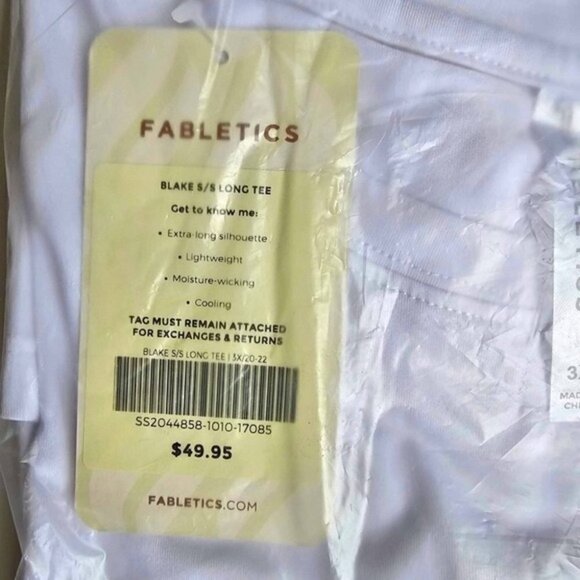 FABLETICS
BLAKE S/S LONG TEE
Get to know me:
• Extra-long silhouette
• Lightweight
• Moisture-wicking
• Cooling
TAG MUST REMAIN ATTACHED
FOR EXCHANGES & RETURNS
BLAKE S/S LONG TEE | 3X/20-22
SS2044858-1010-17085
$49.95
FABLETICS.COM